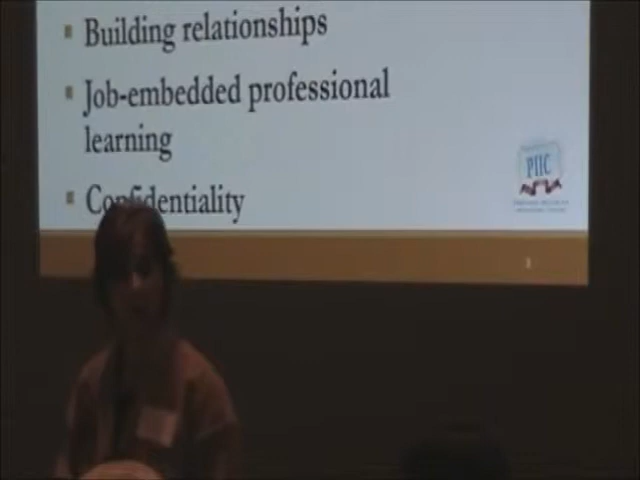 Building relationships
Job-embedded professional
learning
Confidentiality
PIIC